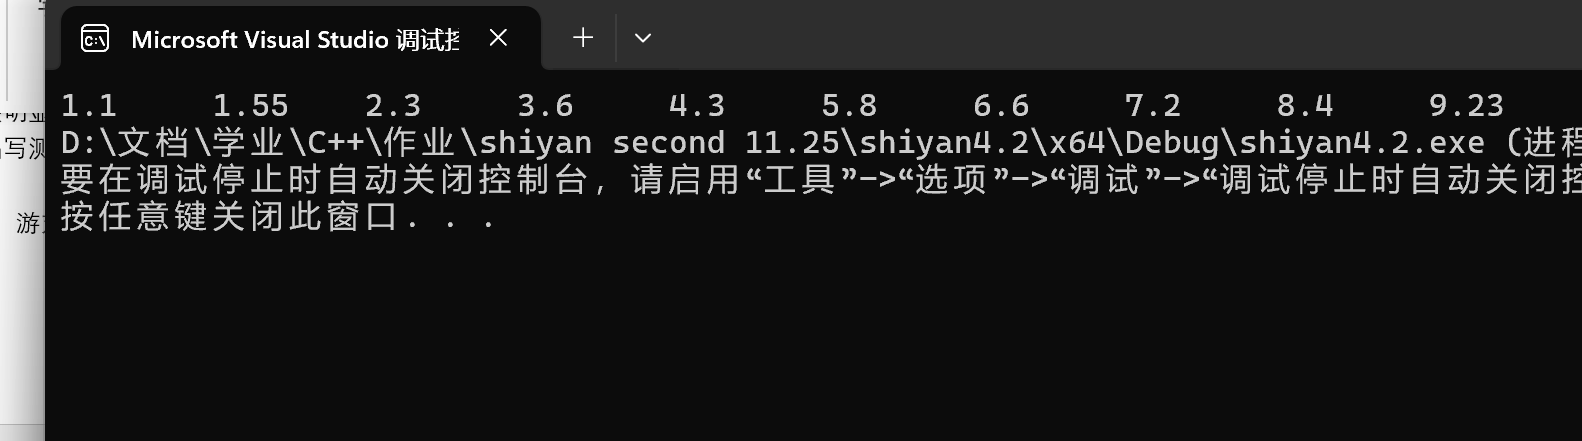 Microsoft Visual Studio 调试控
1.1 1.55 2.3 3.6 4.3 5.8 6.6 7.2 8.4 9.23
D:\文档\学业\C++\作业\shiyan second 11.25\shiyan4.2\x64\Debug\shiyan4.2.exe (进程
要在调试停止时自动关闭控制台，请启用“工具”->“选项”->“调试”->“调试停止时自动关闭控
按任意键关闭此窗口. . .
写测
游